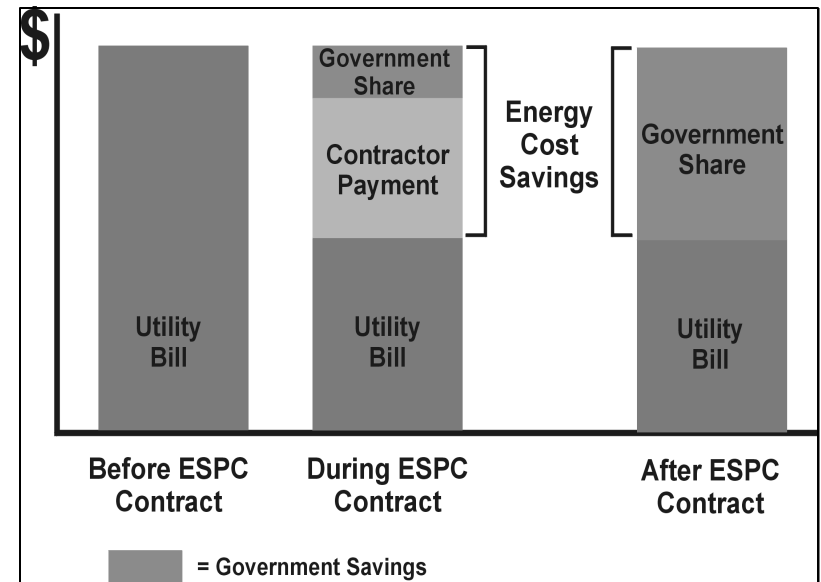 $
Government
Share
Contractor
Payment
Energy
Cost
Savings
Government
Share
Utility
Bill
Utility
Bill
Utility
Bill
Before ESPC
Contract
During ESPC
Contract
After ESPC
Contract
= Government Savings